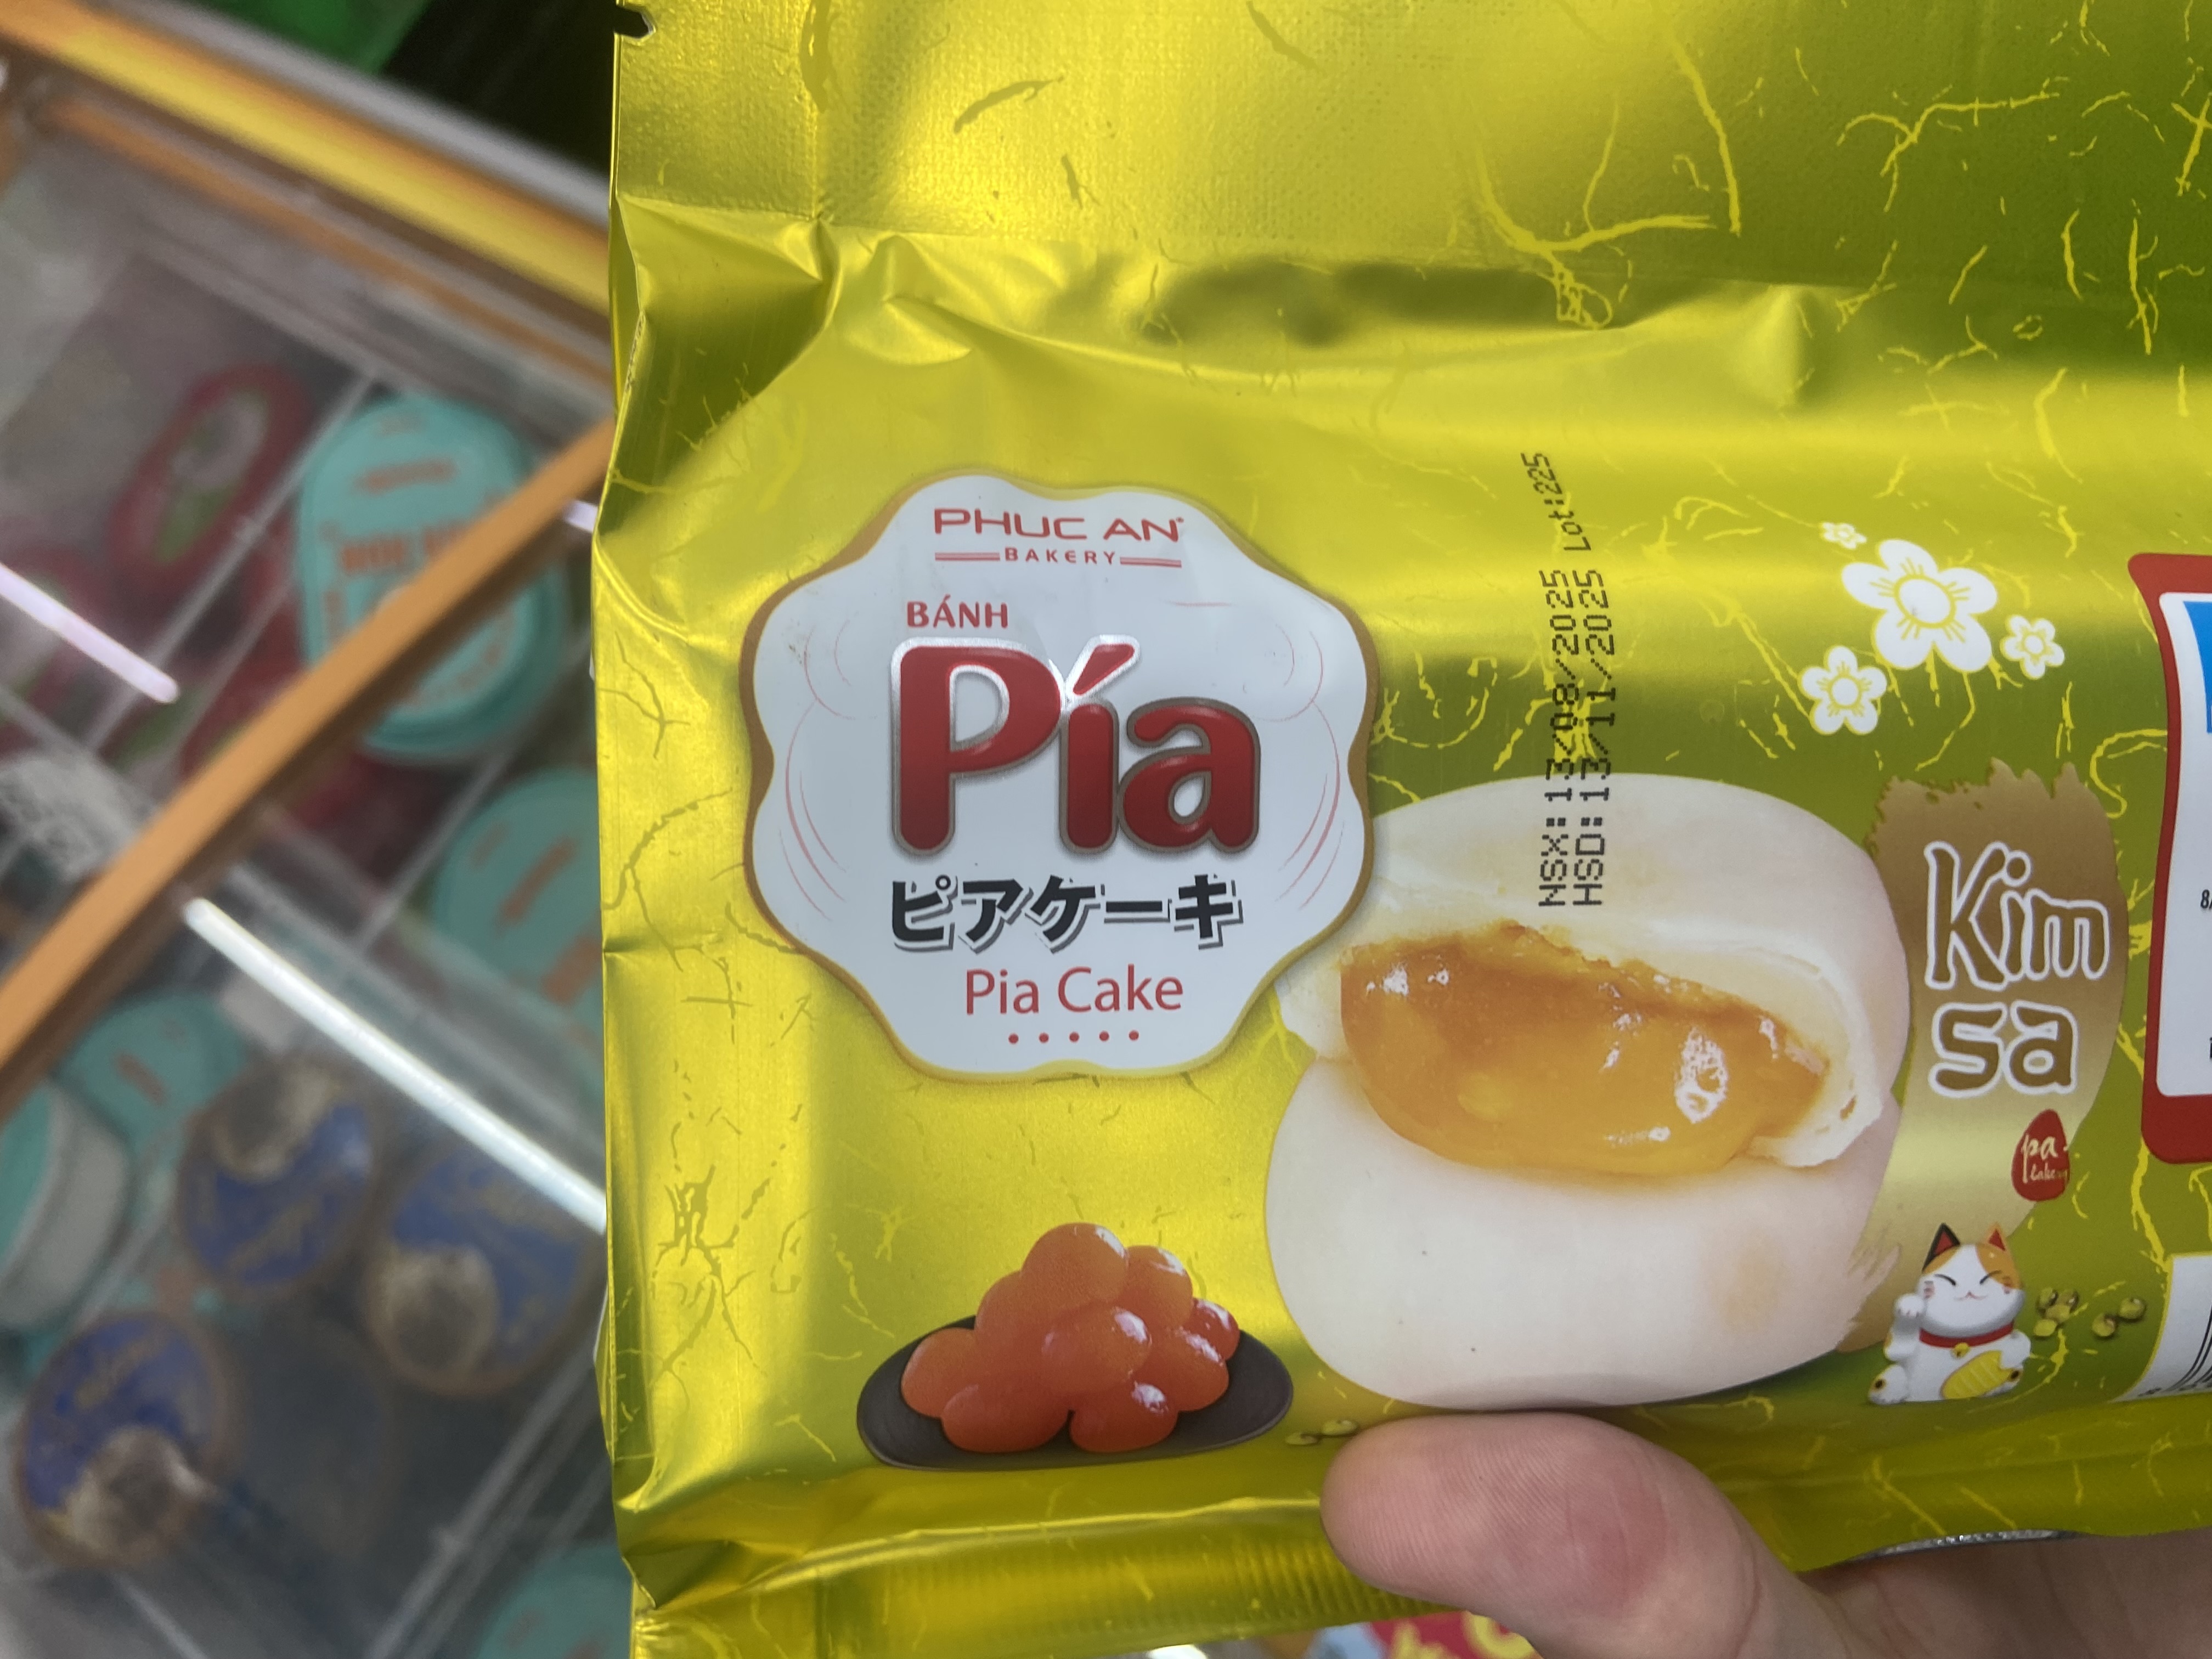 PHUC AN®
BAKERY
BÁNH
Pía
ピアケーキ
Pia Cake
NSX: 13/08/2025
HSD: 13/11/2025
Lot:225
Kim
sa